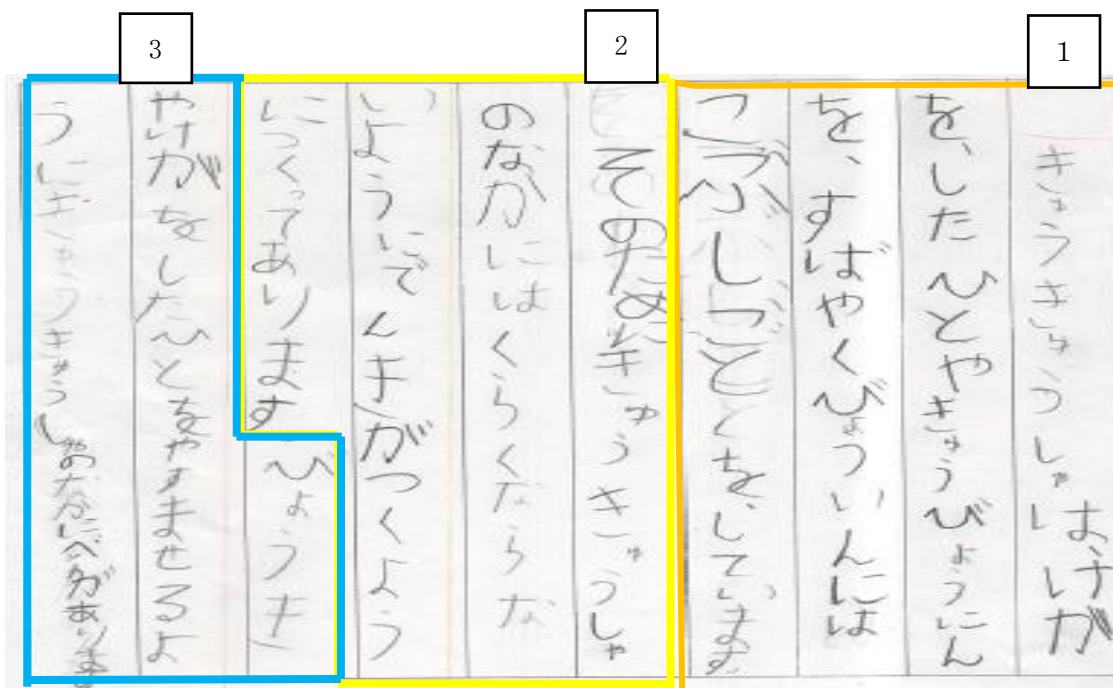 1
きゅうきゅうしゃは、けが
を、したひとやきゅうびょうにん
を、すばやくびょういんには
こぶしごととを、しています
2
そのためにきゅうきゅうしゃ
のなかにはくらくならな
いようにでんきがつくよう
につくってあります びょうき
3
やけがをしたひとをやすませるよ
うにきゅうきゅうしゃのなかに があります